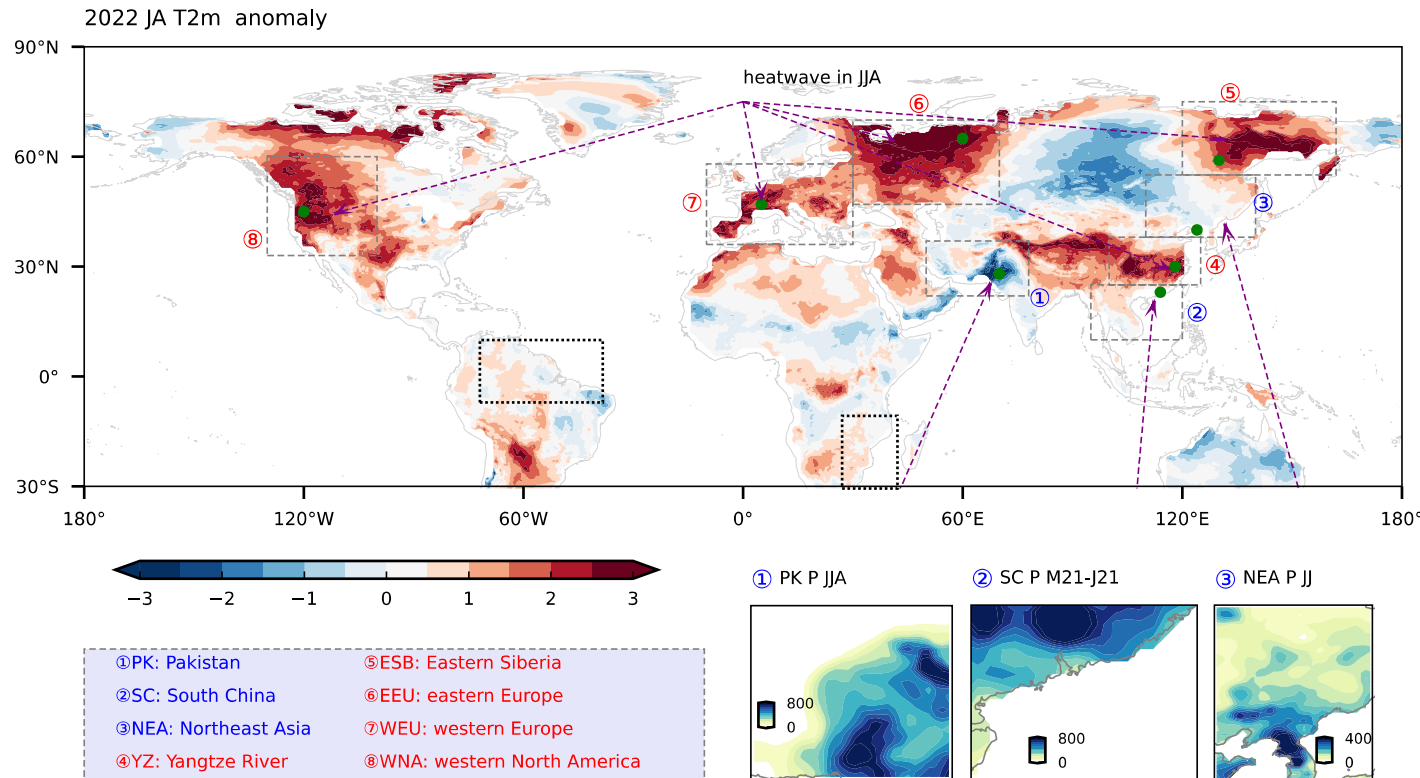 2022 JA T2m anomaly
90°N
heatwave in JJA
⑥
⑤
60°N
⑦
③
⑧
30°N
④
①
②
0°
30°S
180° 120°W 60°W 0° 60°E 120°E 180°
−3 −2 −1 0 1 2 3
① PK P JJA
② SC P M21-J21
③ NEA P JJ
800
0
800
0
400
0
①PK: Pakistan ⑤ESB: Eastern Siberia
②SC: South China ⑥EEU: eastern Europe
③NEA: Northeast Asia ⑦WEU: western Europe
④YZ: Yangtze River ⑧WNA: western North America